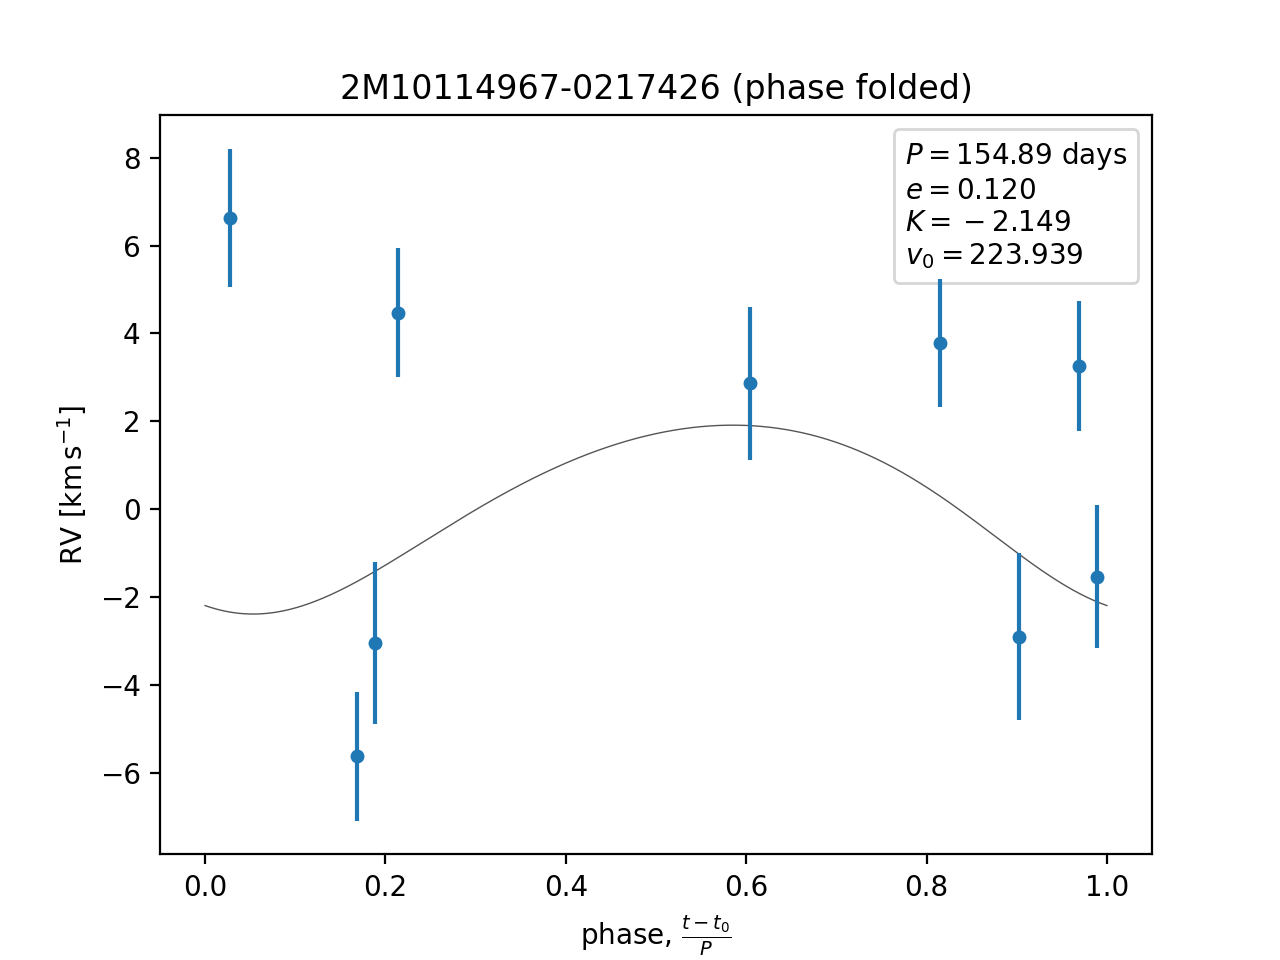 2M10114967-0217426 (phase folded)
P = 154.89 days
e = 0.120
K = −2.149
v₀ = 223.939
8
6
4
2
0
−2
−4
−6
RV [km s⁻¹]
0.0 0.2 0.4 0.6 0.8 1.0
phase, (t − t₀)/P